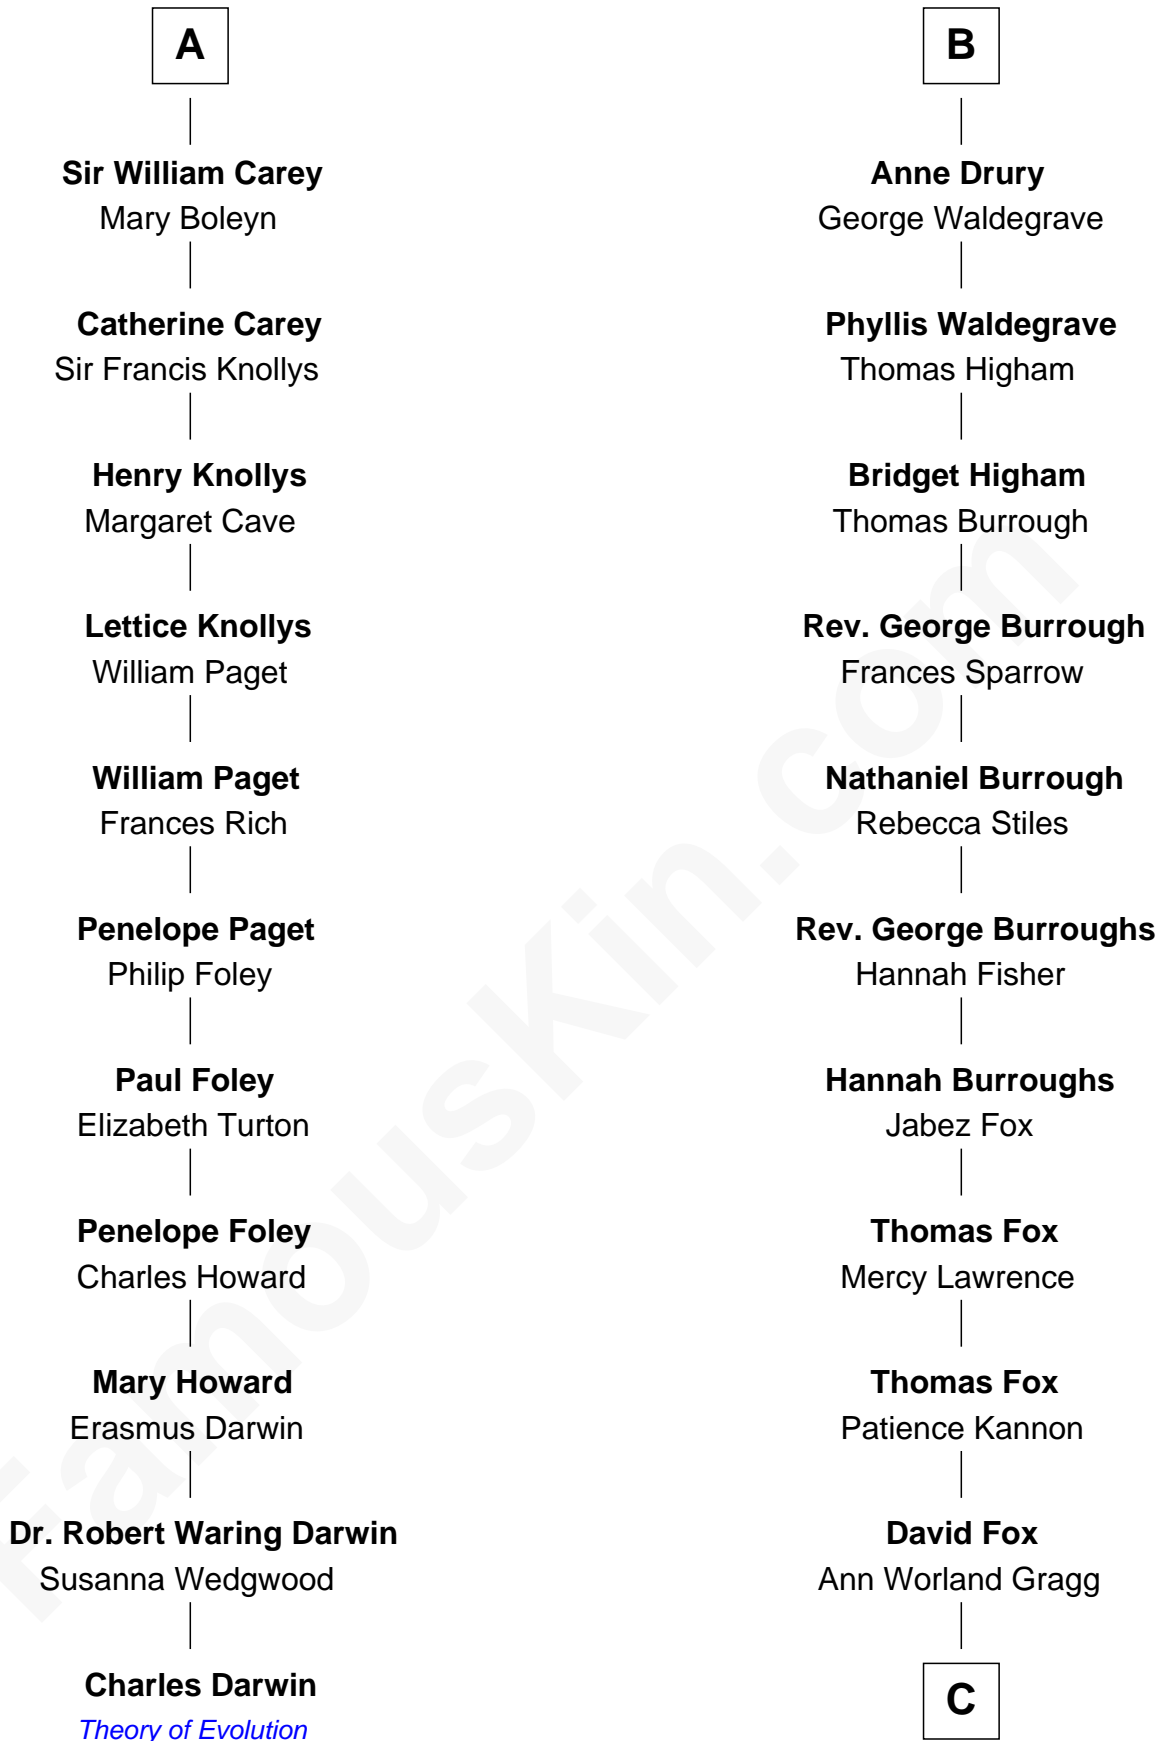 A
Sir William Carey
Mary Boleyn
Catherine Carey
Sir Francis Knollys
Henry Knollys
Margaret Cave
Lettice Knollys
William Paget
William Paget
Frances Rich
Penelope Paget
Philip Foley
Paul Foley
Elizabeth Turton
Penelope Foley
Charles Howard
Mary Howard
Erasmus Darwin
Dr. Robert Waring Darwin
Susanna Wedgwood
Charles Darwin
Theory of Evolution
B
Anne Drury
George Waldegrave
Phyllis Waldegrave
Thomas Higham
Bridget Higham
Thomas Burrough
Rev. George Burrough
Frances Sparrow
Nathaniel Burrough
Rebecca Stiles
Rev. George Burroughs
Hannah Fisher
Hannah Burroughs
Jabez Fox
Thomas Fox
Mercy Lawrence
Thomas Fox
Patience Kannon
David Fox
Ann Worland Gragg
C
FamousKin.com